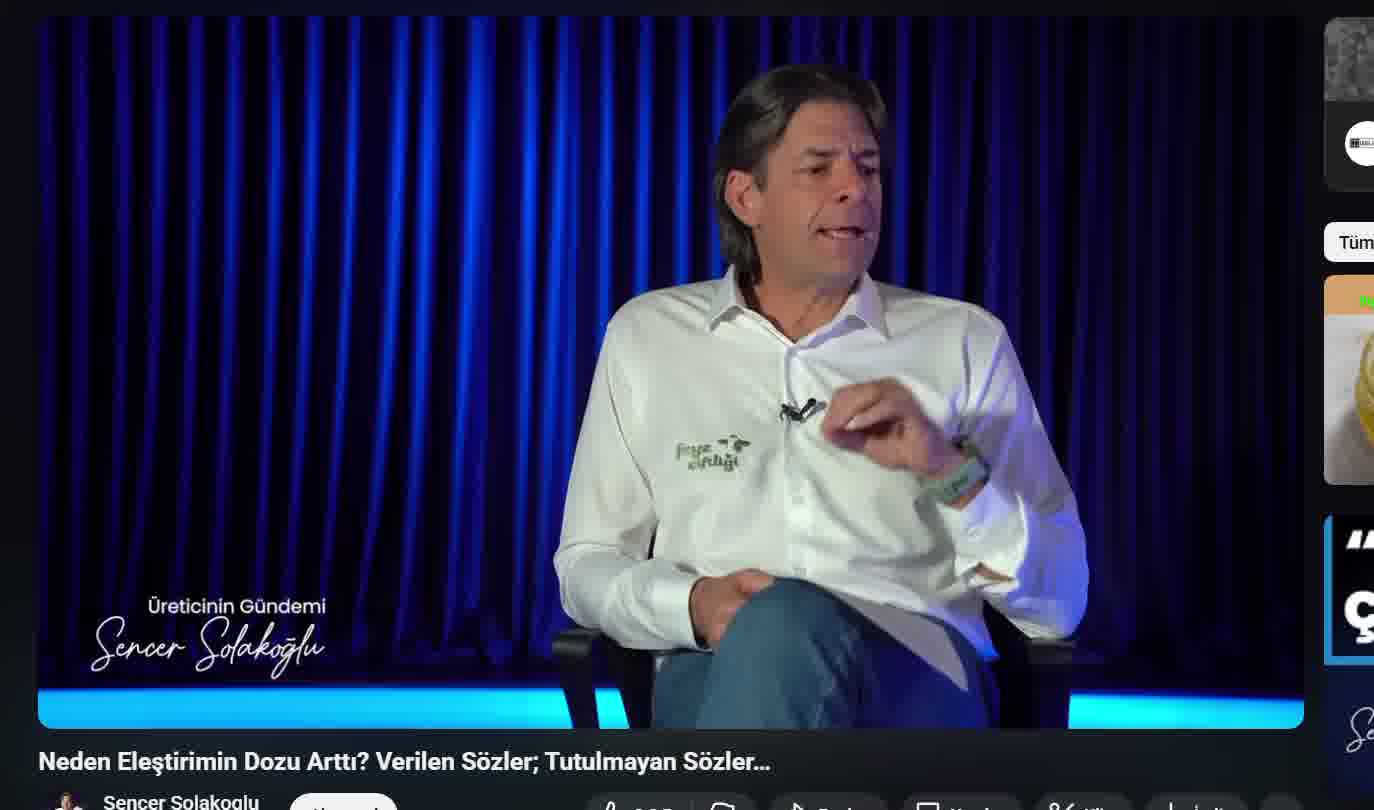 Tüm
feyz
çiftliği
Üreticinin Gündemi
Sencer Solakoğlu
Neden Eleştirimin Dozu Arttı? Verilen Sözler; Tutulmayan Sözler...
Sencer Solakoglu